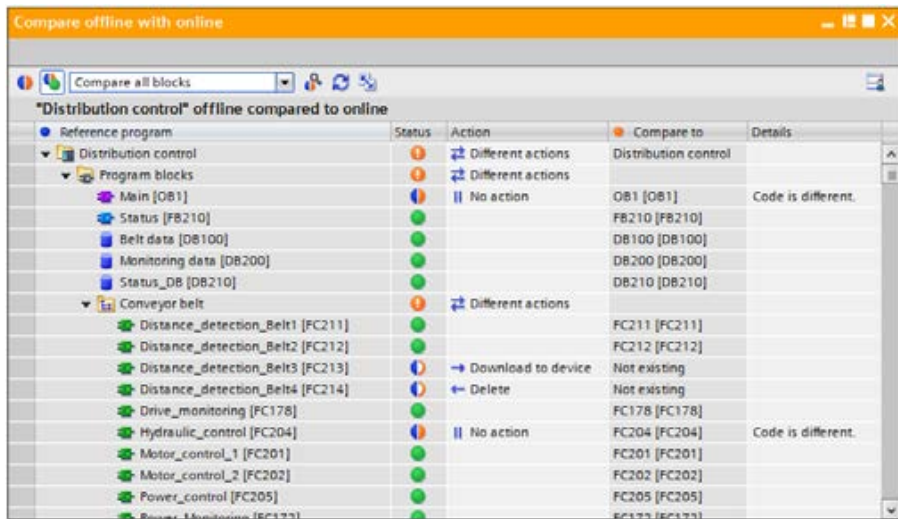 Compare offline with online
Compare all blocks
"Distribution control" offline compared to online
Reference program Status Action Compare to Details
Distribution control Different actions Distribution control
Program blocks Different actions
Main [OB1] No action OB1 [OB1] Code is different.
Status [FB210] FB210 [FB210]
Belt data [DB100] DB100 [DB100]
Monitoring data [DB200] DB200 [DB200]
Status_DB [DB210] DB210 [DB210]
Conveyor belt Different actions
Distance_detection_Belt1 [FC211] FC211 [FC211]
Distance_detection_Belt2 [FC212] FC212 [FC212]
Distance_detection_Belt3 [FC213] Download to device Not existing
Distance_detection_Belt4 [FC214] Delete Not existing
Drive_monitoring [FC178] FC178 [FC178]
Hydraulic_control [FC204] No action FC204 [FC204] Code is different.
Motor_control_1 [FC201] FC201 [FC201]
Motor_control_2 [FC202] FC202 [FC202]
Power_control [FC205] FC205 [FC205]
Power_Monitoring [FC172] FC172 [FC172]